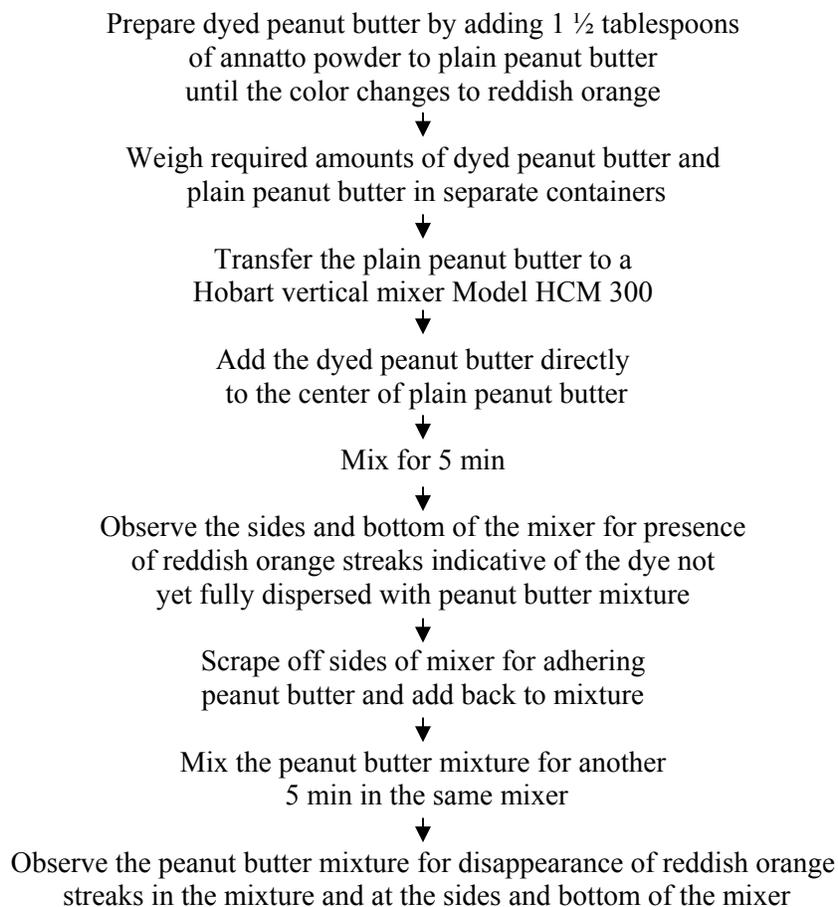 Prepare dyed peanut butter by adding 1 ½ tablespoons
of annatto powder to plain peanut butter
until the color changes to reddish orange
Weigh required amounts of dyed peanut butter and
plain peanut butter in separate containers
Transfer the plain peanut butter to a
Hobart vertical mixer Model HCM 300
Add the dyed peanut butter directly
to the center of plain peanut butter
Mix for 5 min
Observe the sides and bottom of the mixer for presence
of reddish orange streaks indicative of the dye not
yet fully dispersed with peanut butter mixture
Scrape off sides of mixer for adhering
peanut butter and add back to mixture
Mix the peanut butter mixture for another
5 min in the same mixer
Observe the peanut butter mixture for disappearance of reddish orange
streaks in the mixture and at the sides and bottom of the mixer